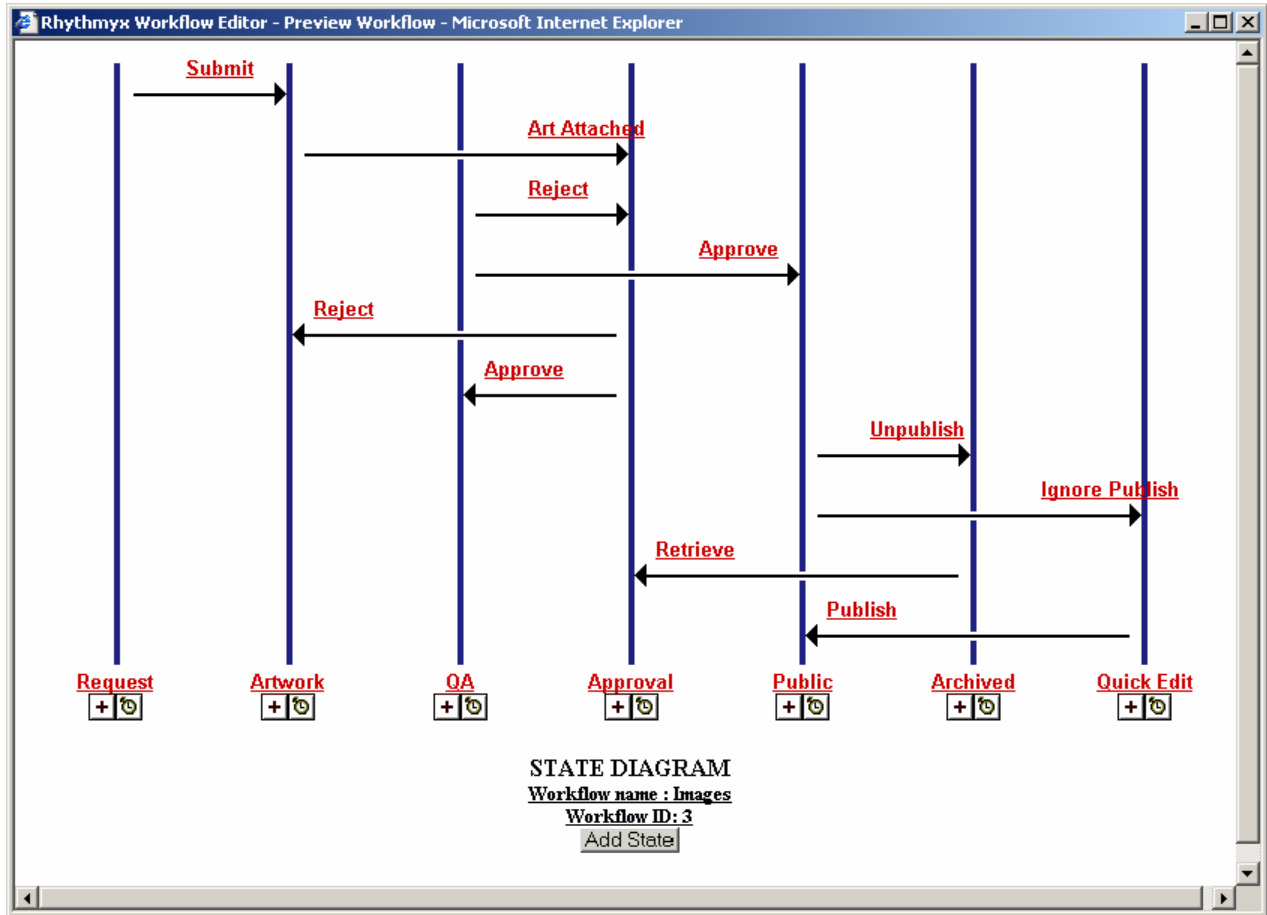 Rhythmyx Workflow Editor - Preview Workflow - Microsoft Internet Explorer
Submit
Art Attached
Reject
Approve
Reject
Approve
Unpublish
Ignore Publish
Retrieve
Publish
Request Artwork QA Approval Public Archived Quick Edit
STATE DIAGRAM
Workflow name : Images
Workflow ID: 3
Add State